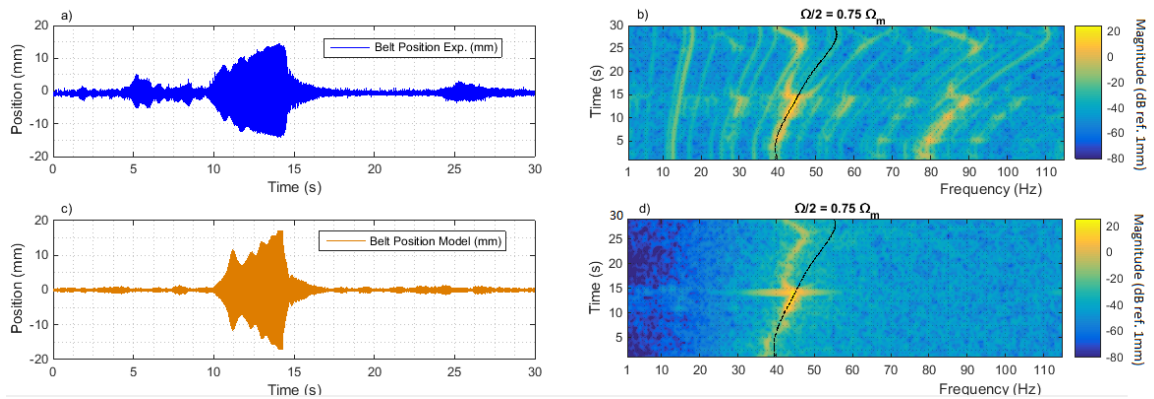 a)
Position (mm)
20
10
0
-10
-20
Belt Position Exp. (mm)
0 5 10 15 20 25 30
Time (s)
b)
Ω/2 = 0.75 Ωm
Time (s)
30
25
20
15
10
5
1 10 20 30 40 50 60 70 80 90 100 110
Frequency (Hz)
20
0
-20
-40
-60
-80
Magnitude (dB ref. 1mm)
c)
Position (mm)
20
10
0
-10
-20
Belt Position Model (mm)
0 5 10 15 20 25 30
Time (s)
d)
Ω/2 = 0.75 Ωm
Time (s)
30
25
20
15
10
5
1 10 20 30 40 50 60 70 80 90 100 110
Frequency (Hz)
20
0
-20
-40
-60
-80
Magnitude (dB ref. 1mm)